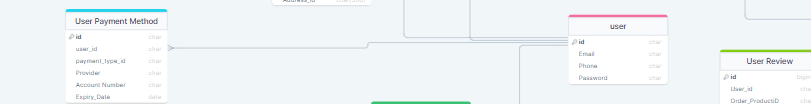 Address_id
User Payment Method
id char
user_id char
payment_type_id char
Provider char
Account Number char
Expiry_Date date
user
id char
Email char
Phone char
Password char
User Review
id
User_id
Order_ProductID